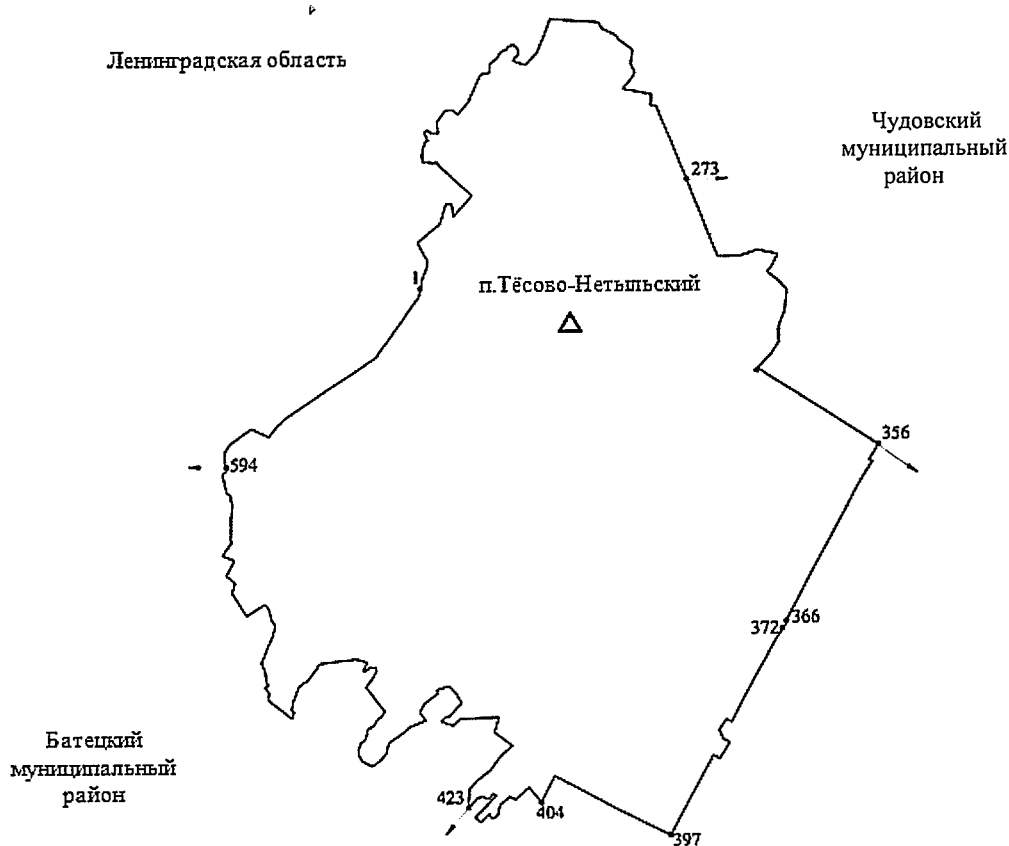 Ленинградская область
Чудовский
муниципальный
район
273
1
п.Тёсово-Нетыльский
356
594
366
372
Батецкий
муниципальный
район
423
404
397